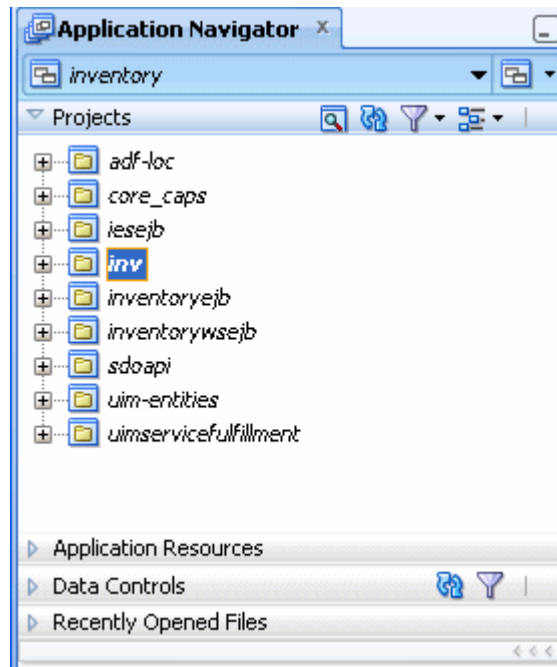 Application Navigator
inventory
Projects
adf-loc
core_caps
iesejb
inv
inventoryejb
inventorywsejb
sdoapi
uim-entities
uimservicefulfillment
Application Resources
Data Controls
Recently Opened Files